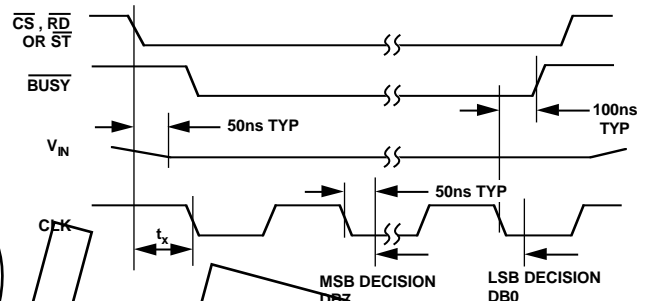 CS , RD
OR ST
BUSY
100ns
TYP
50ns TYP
VIN
50ns TYP
CLK
tx
MSB DECISION
DB7
LSB DECISION
DB0